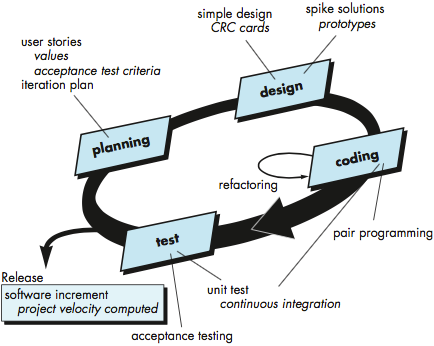 simple design
CRC cards
spike solutions
prototypes
user stories
values
acceptance test criteria
iteration plan
design
planning
coding
refactoring
test
pair programming
Release
software increment
project velocity computed
unit test
continuous integration
acceptance testing